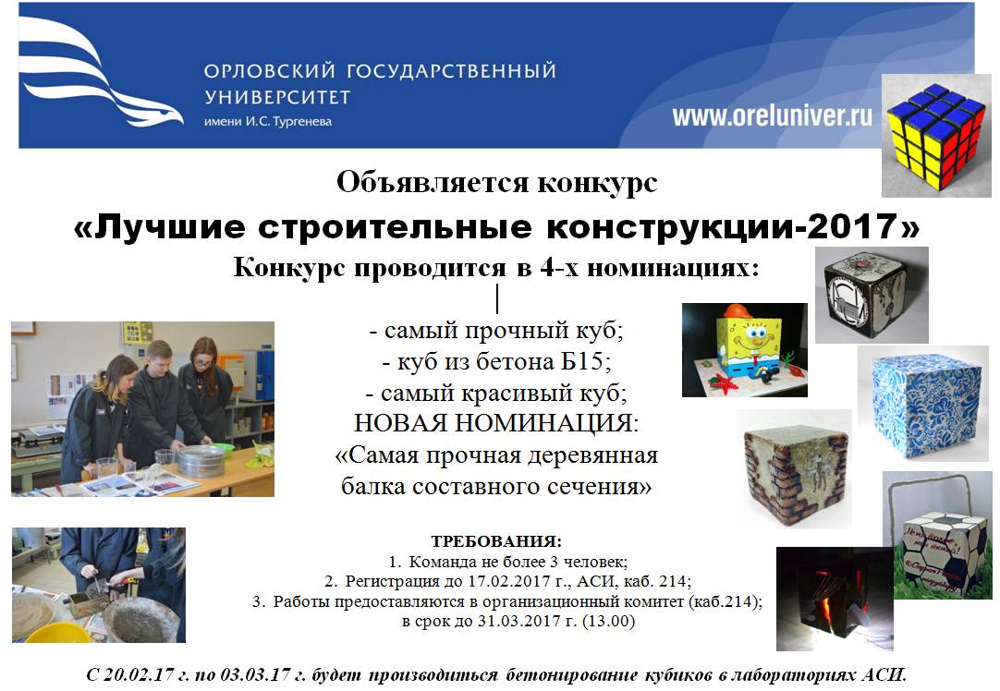 ОРЛОВСКИЙ ГОСУДАРСТВЕННЫЙ
УНИВЕРСИТЕТ
имени И.С. Тургенева
www.oreluniver.ru
Объявляется конкурс
«Лучшие строительные конструкции-2017»
Конкурс проводится в 4-х номинациях:
- самый прочный куб;
- куб из бетона Б15;
- самый красивый куб;
НОВАЯ НОМИНАЦИЯ:
«Самая прочная деревянная
балка составного сечения»
ТРЕБОВАНИЯ:
1. Команда не более 3 человек;
2. Регистрация до 17.02.2017 г., АСИ, каб. 214;
3. Работы предоставляются в организационный комитет (каб.214);
в срок до 31.03.2017 г. (13.00)
С 20.02.17 г. по 03.03.17 г. будет производиться бетонирование кубиков в лабораториях АСИ.